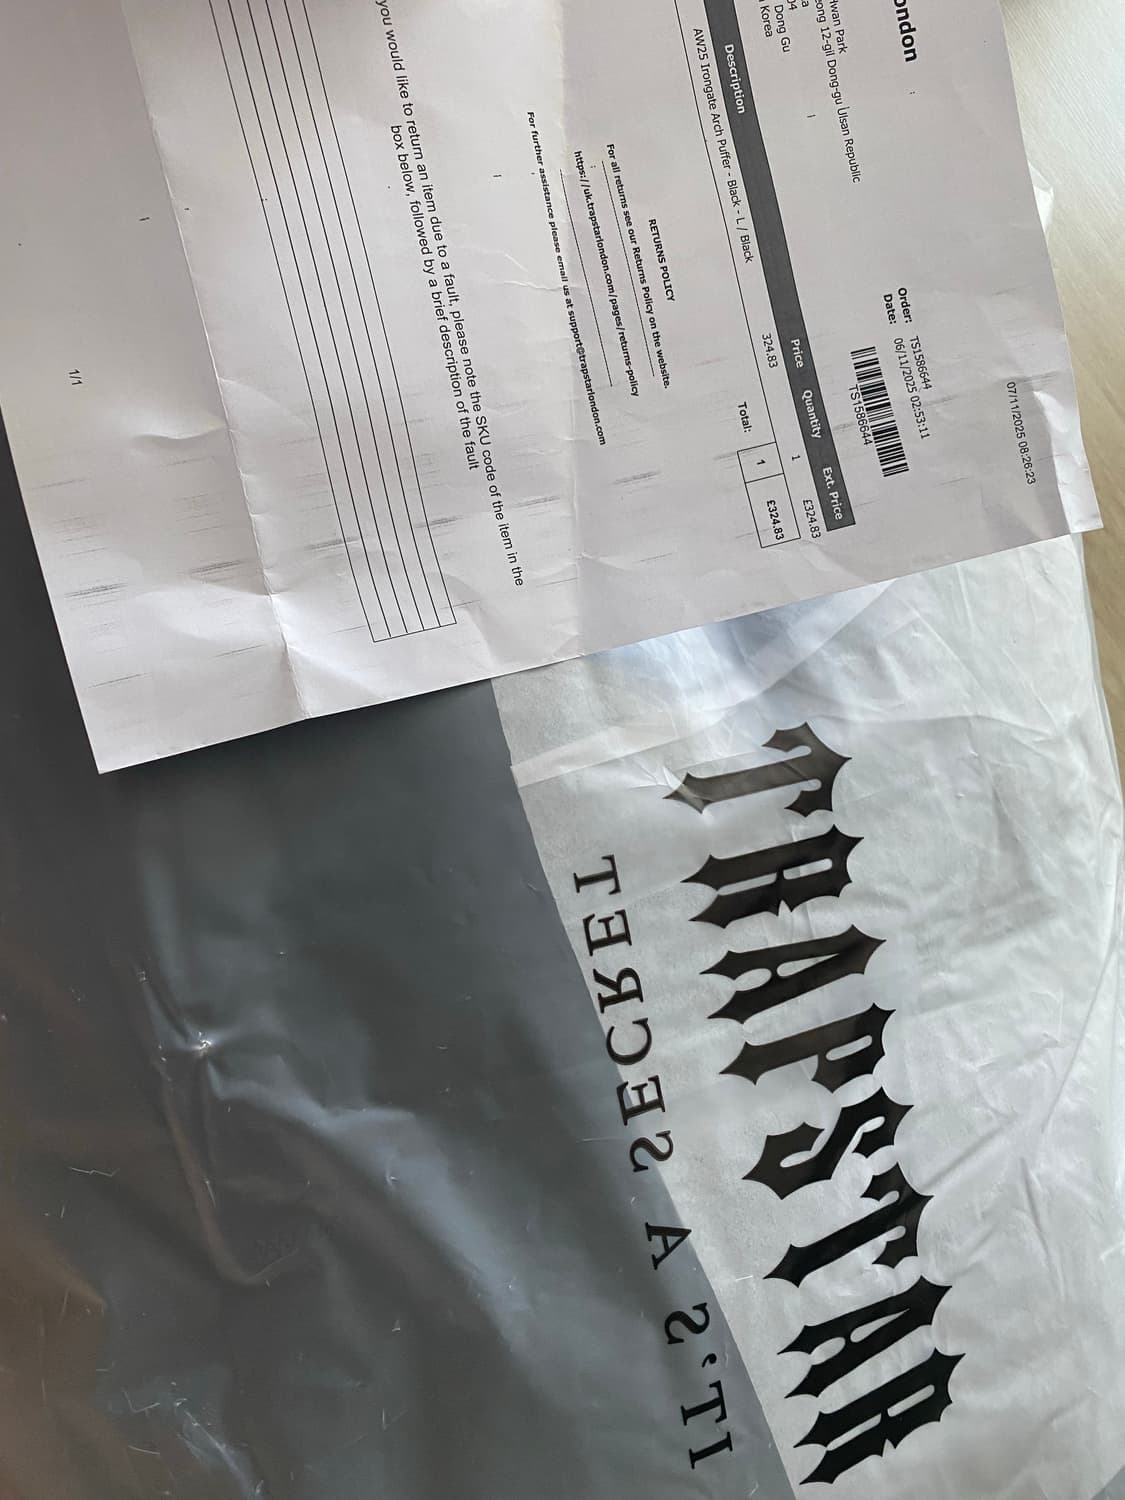 07/11/2025 08:26:23
Order: TS1586644
Date: 06/11/2025 02:53:11
TS1586644
12-gil Dong-gu Ulsan Republic
Park
Dong Gu
Korea
Description Price Quantity Ext. Price
AW25 Irongate Arch Puffer - Black - L / Black 324.83 1 £324.83
Total: 1 £324.83
RETURNS POLICY
For all returns see our Returns Policy on the website.
https://uk.trapstarlondon.com/pages/returns-policy
For further assistance please email us at support@trapstarlondon.com
you would like to return an item due to a fault, please note the SKU code of the item in the
box below, followed by a brief description of the fault
1/1
TRAPSTAR
IT'S A SECRET